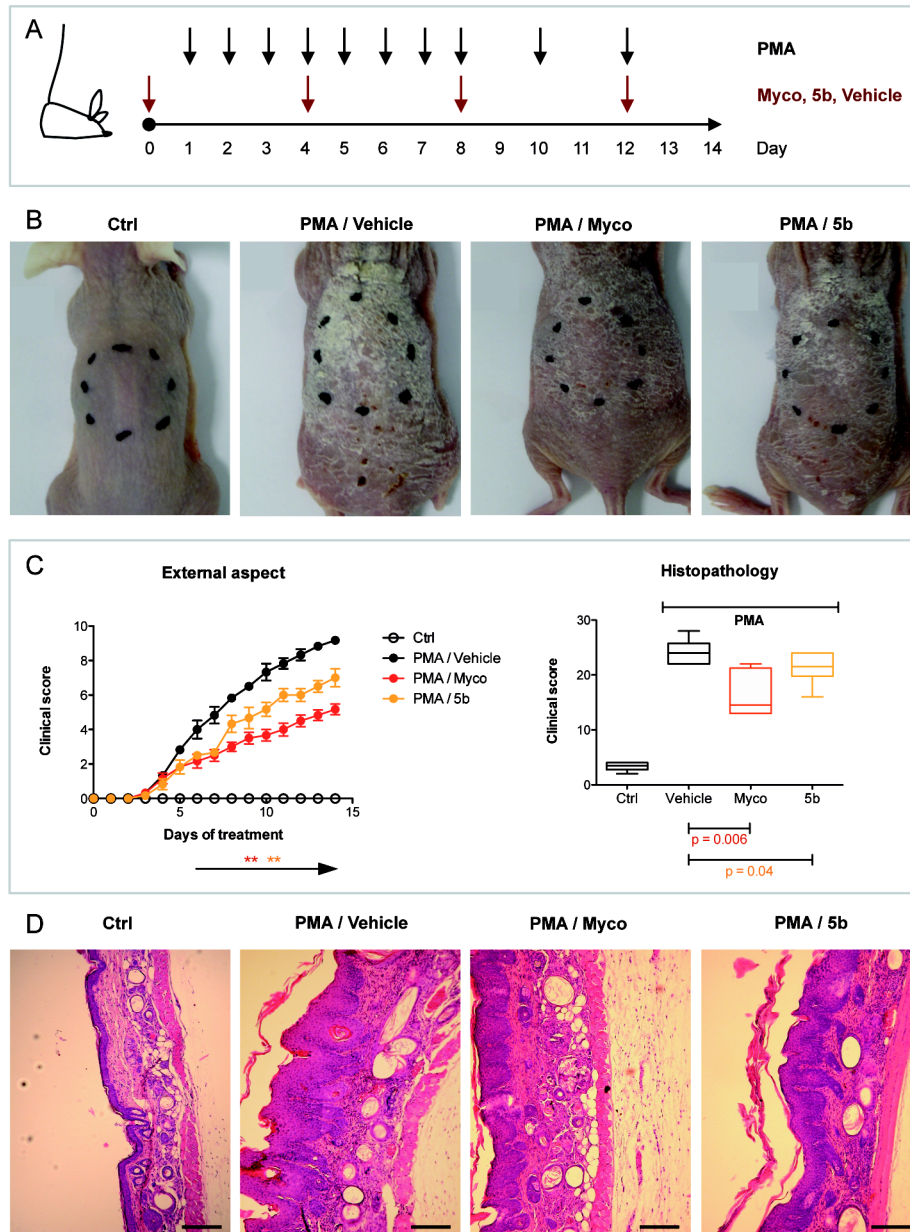 A
PMA
Myco, 5b, Vehicle
0 1 2 3 4 5 6 7 8 9 10 11 12 13 14 Day
B
Ctrl PMA / Vehicle PMA / Myco PMA / 5b
C
External aspect
Clinical score
10
8
6
4
2
0
0 5 10 15
Days of treatment
** **
Ctrl
PMA / Vehicle
PMA / Myco
PMA / 5b
Histopathology
PMA
Clinical score
30
20
10
0
Ctrl Vehicle Myco 5b
p = 0.006
p = 0.04
D
Ctrl PMA / Vehicle PMA / Myco PMA / 5b